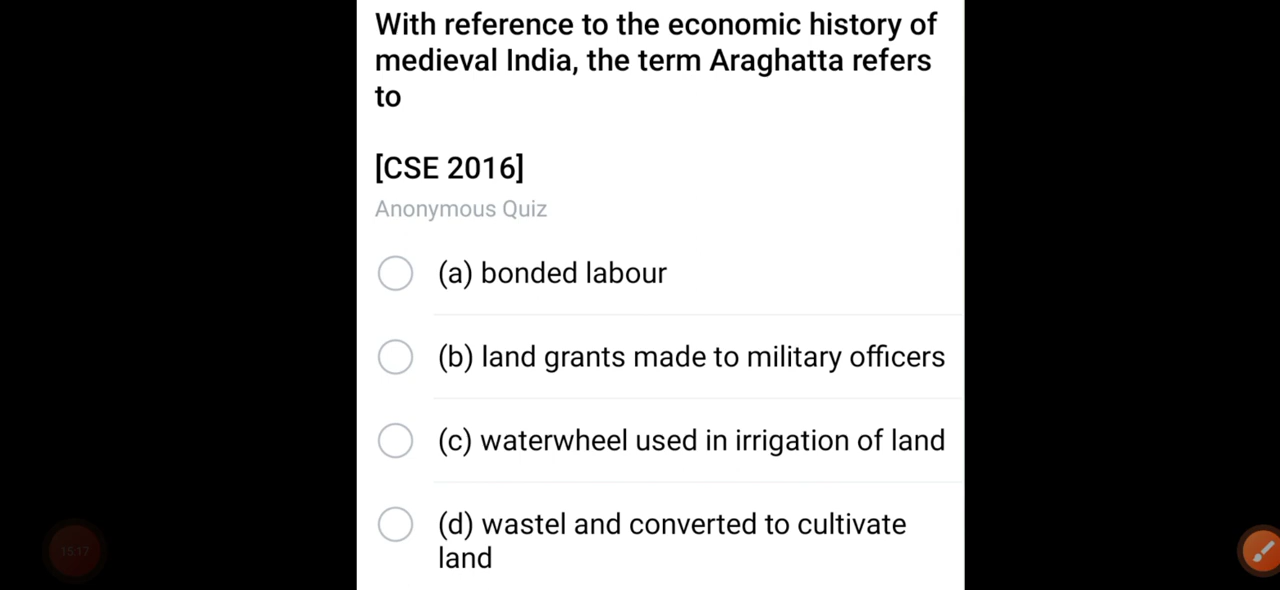 With reference to the economic history of
medieval India, the term Araghatta refers
to
[CSE 2016]
Anonymous Quiz
(a) bonded labour
(b) land grants made to military officers
(c) waterwheel used in irrigation of land
(d) wastel and converted to cultivate
land
15:17